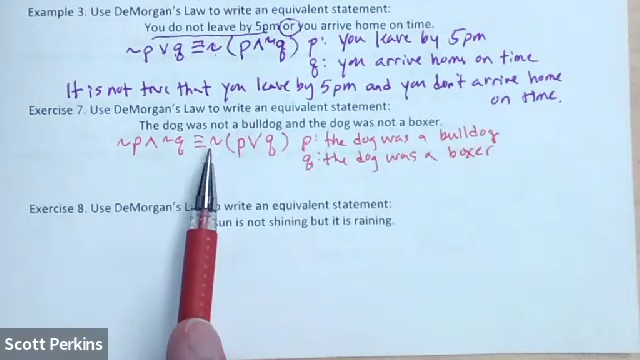 Example 3. Use DeMorgan's Law to write an equivalent statement:
You do not leave by 5pm or you arrive home on time.
~p ∨ q ≡ ~(p ∧ ~q) p: you leave by 5pm
q: you arrive home on time
It is not true that you leave by 5pm and you don't arrive home
on time.
Exercise 7. Use DeMorgan's Law to write an equivalent statement:
The dog was not a bulldog and the dog was not a boxer.
~p ∧ ~q ≡ ~(p ∨ q) p: the dog was a bulldog
q: the dog was a boxer
Exercise 8. Use DeMorgan's L to write an equivalent statement:
sun is not shining but it is raining.
Scott Perkins